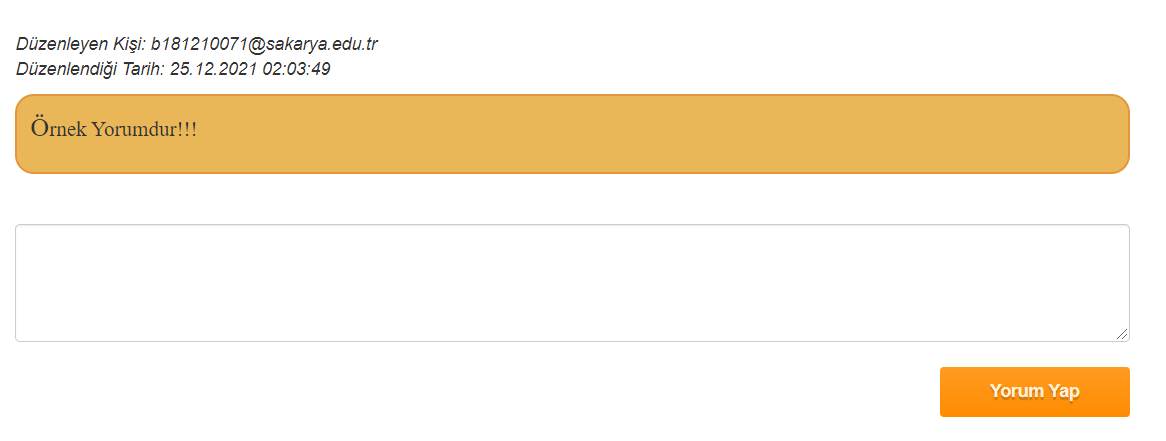 Düzenleyen Kişi: b181210071@sakarya.edu.tr
Düzenlendiği Tarih: 25.12.2021 02:03:49
Örnek Yorumdur!!!
Yorum Yap